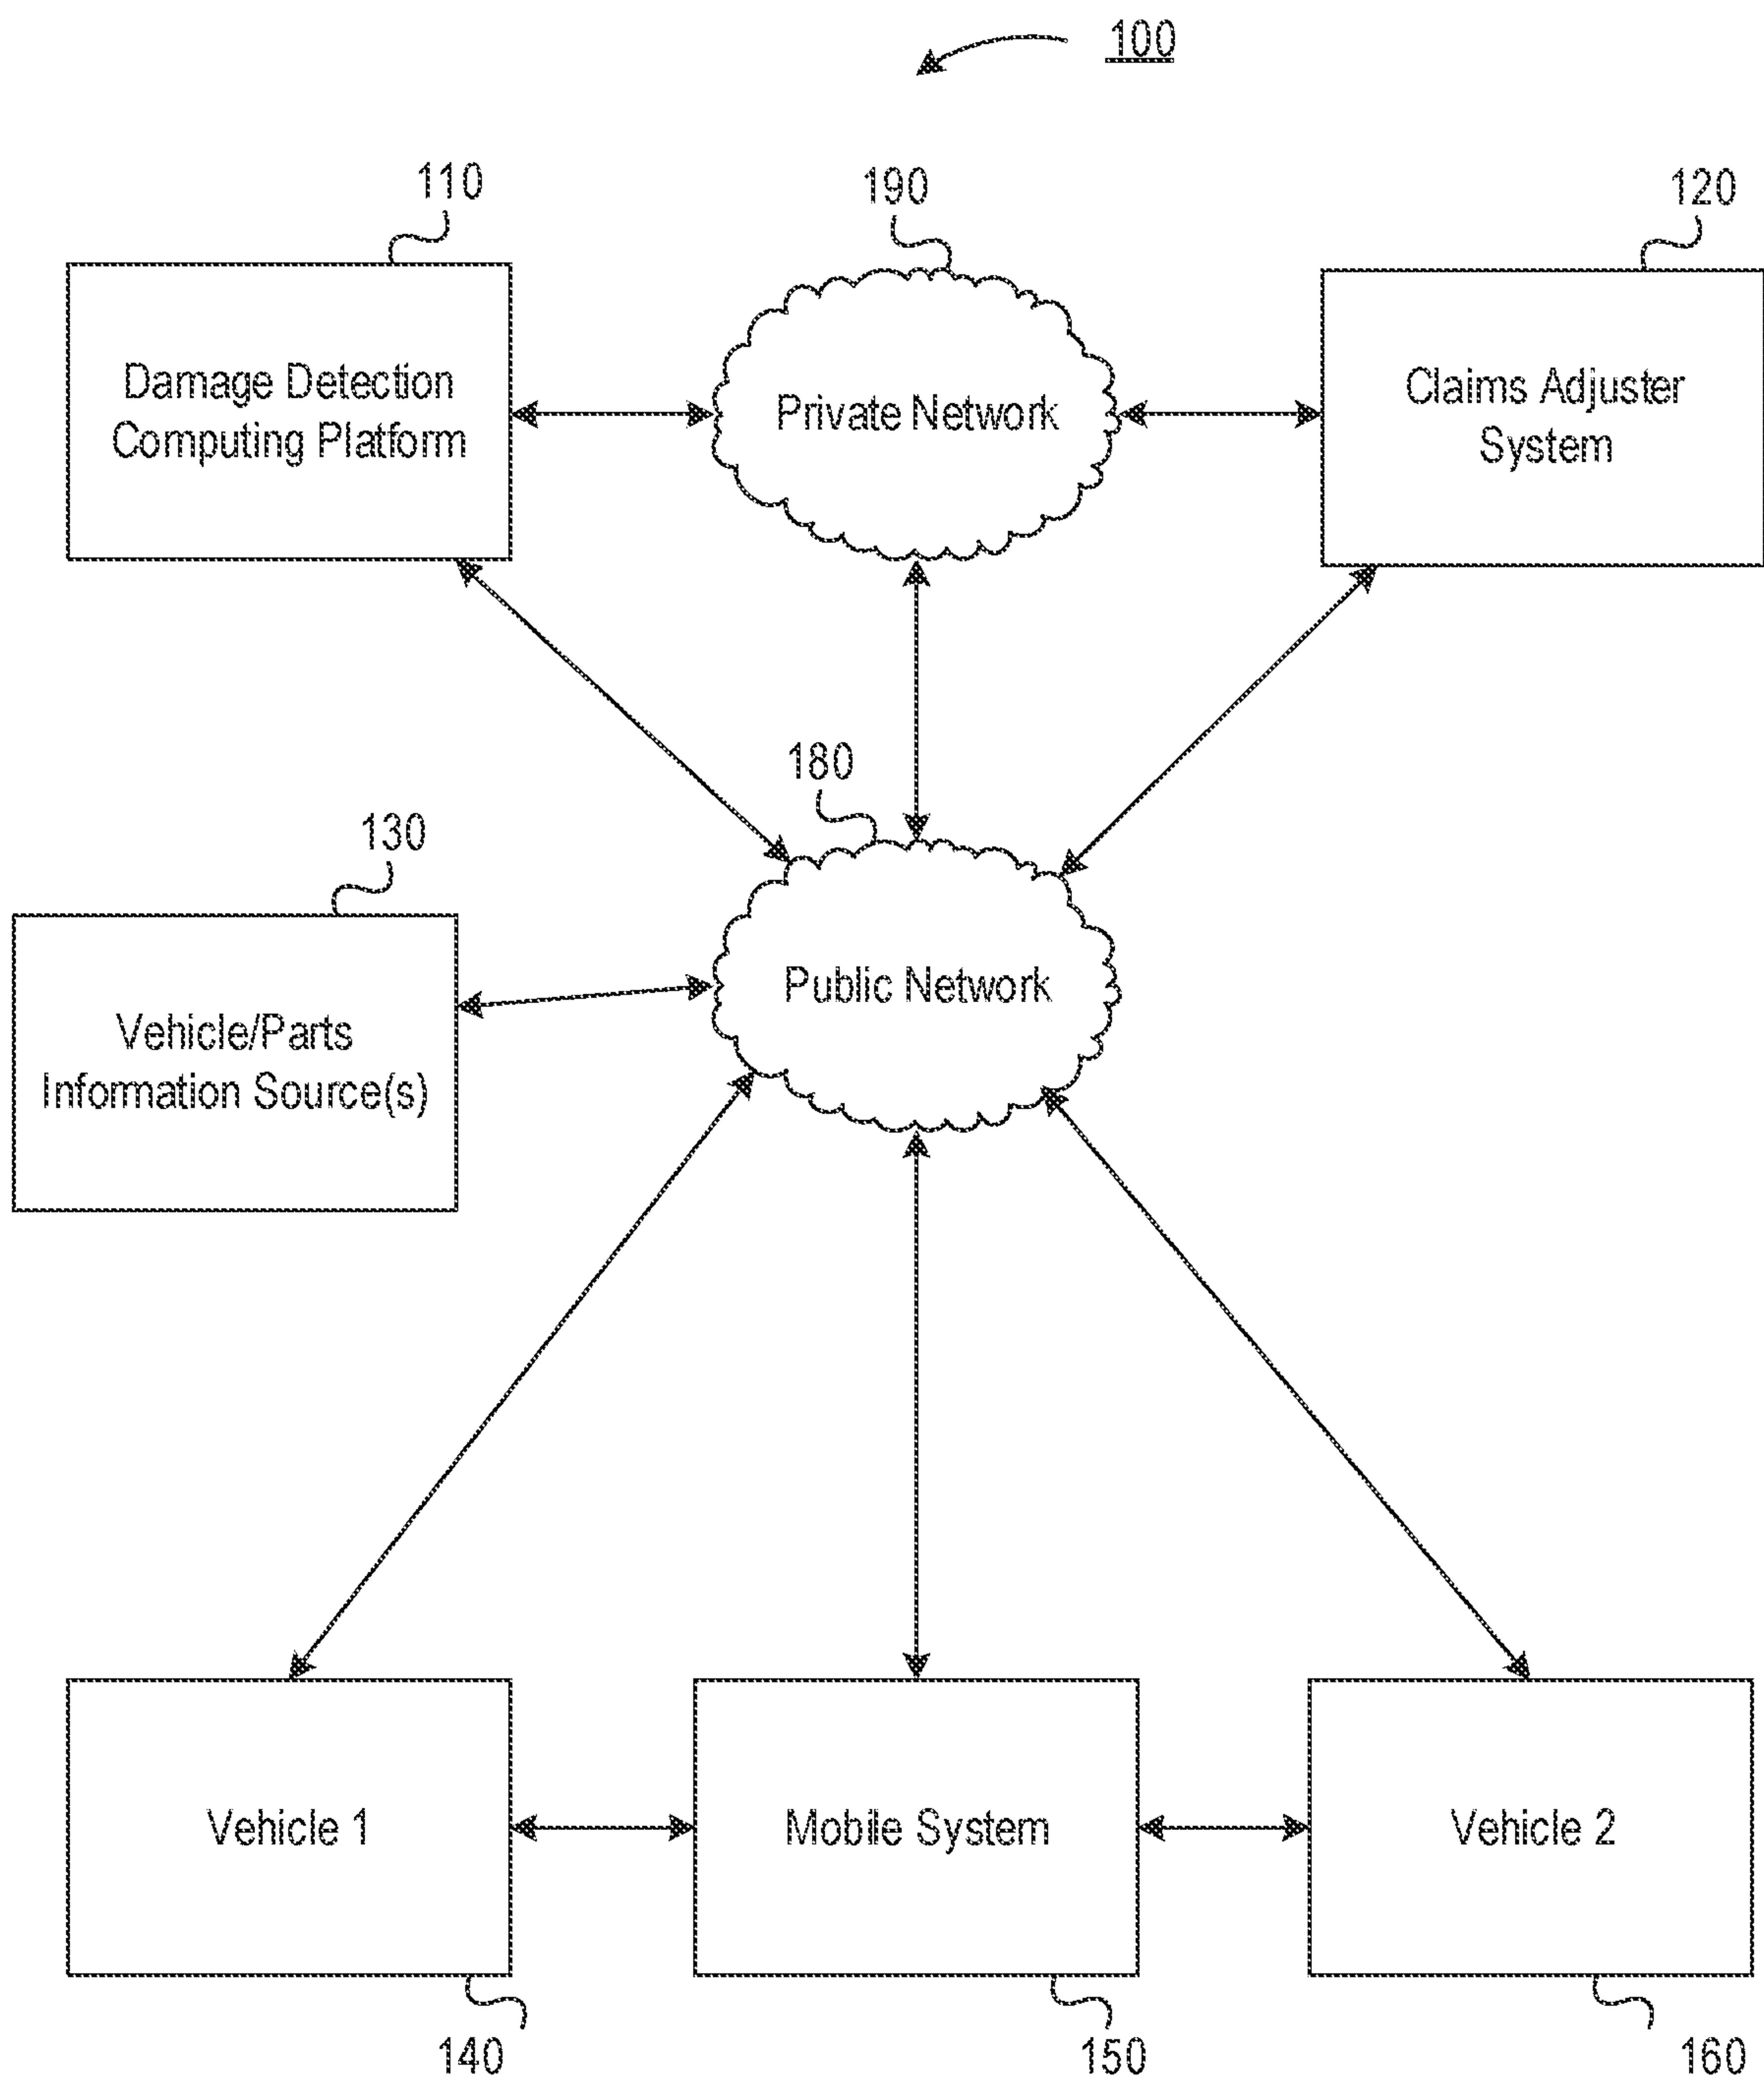 100
110
190
120
Damage Detection
Computing Platform
Private Network
Claims Adjuster
System
180
130
Public Network
Vehicle/Parts
Information Source(s)
Vehicle 1
Mobile System
Vehicle 2
140
150
160